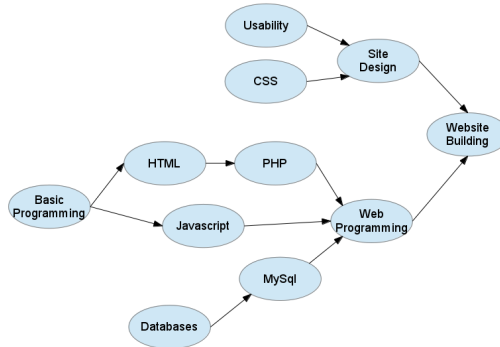 Usability
Site
Design
CSS
Website
Building
HTML
PHP
Basic
Programming
Javascript
Web
Programming
MySql
Databases